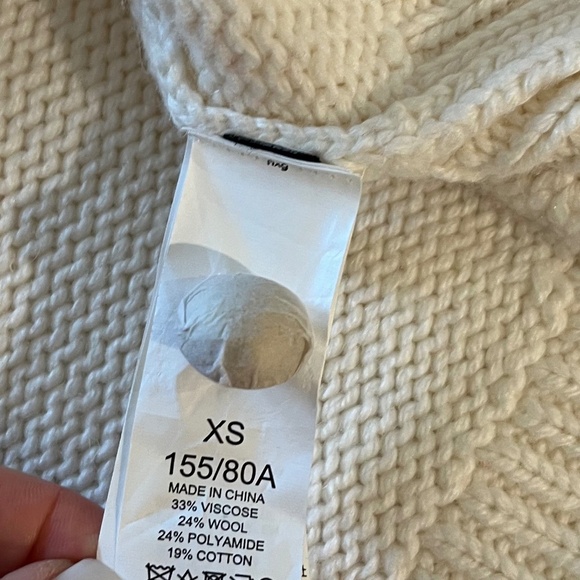 XS
155/80A
MADE IN CHINA
33% VISCOSE
24% WOOL
24% POLYAMIDE
19% COTTON